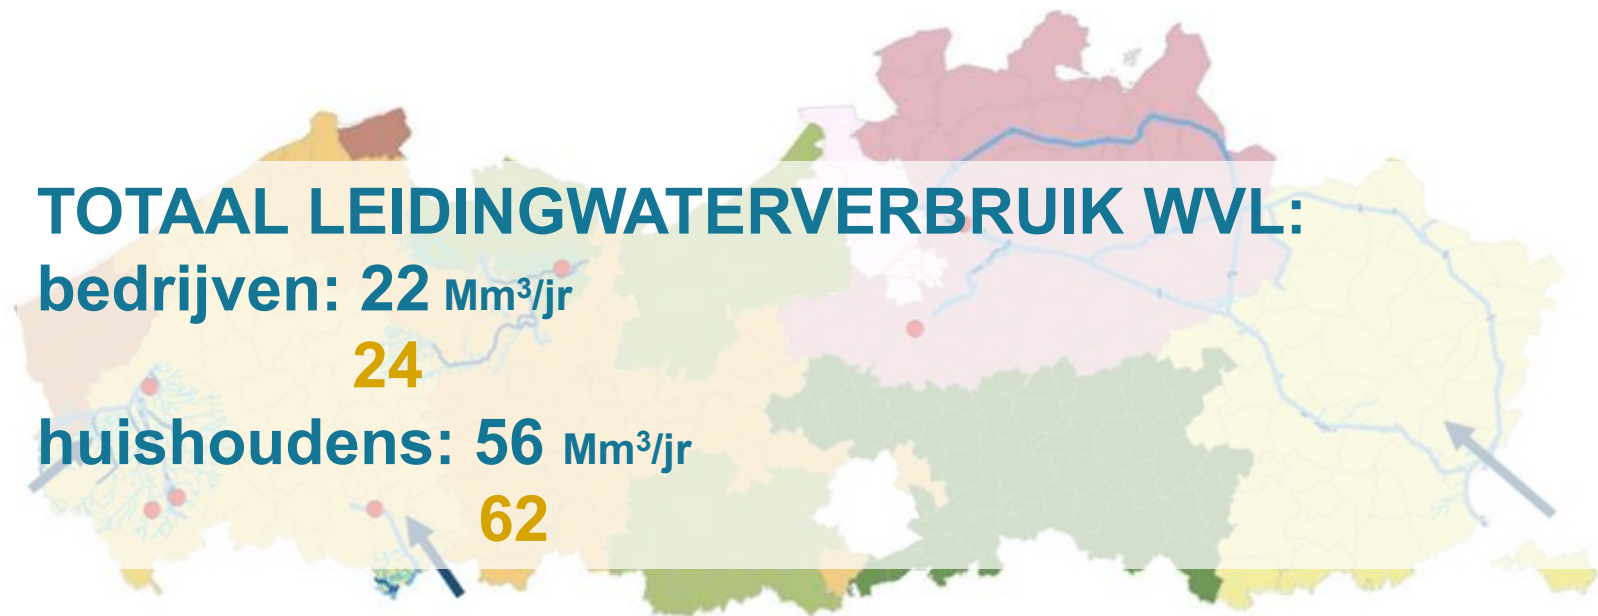 TOTAAL LEIDINGWATERVERBRUIK WVL:
bedrijven: 22 Mm³/jr
24
huishoudens: 56 Mm³/jr
62